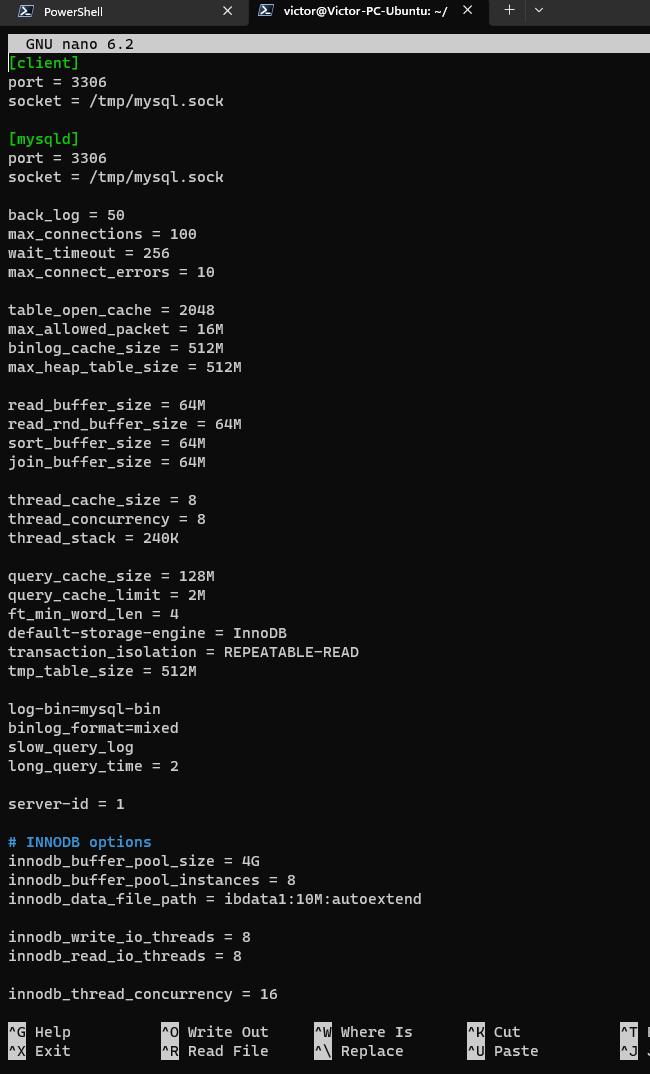 PowerShell
victor@Victor-PC-Ubuntu: ~/
GNU nano 6.2
[client]
port = 3306
socket = /tmp/mysql.sock
[mysqld]
port = 3306
socket = /tmp/mysql.sock
back_log = 50
max_connections = 100
wait_timeout = 256
max_connect_errors = 10
table_open_cache = 2048
max_allowed_packet = 16M
binlog_cache_size = 512M
max_heap_table_size = 512M
read_buffer_size = 64M
read_rnd_buffer_size = 64M
sort_buffer_size = 64M
join_buffer_size = 64M
thread_cache_size = 8
thread_concurrency = 8
thread_stack = 240K
query_cache_size = 128M
query_cache_limit = 2M
ft_min_word_len = 4
default-storage-engine = InnoDB
transaction_isolation = REPEATABLE-READ
tmp_table_size = 512M
log-bin=mysql-bin
binlog_format=mixed
slow_query_log
long_query_time = 2
server-id = 1
# INNODB options
innodb_buffer_pool_size = 4G
innodb_buffer_pool_instances = 8
innodb_data_file_path = ibdata1:10M:autoextend
innodb_write_io_threads = 8
innodb_read_io_threads = 8
innodb_thread_concurrency = 16
^G Help ^O Write Out ^W Where Is ^K Cut ^T
^X Exit ^R Read File ^\ Replace ^U Paste ^J